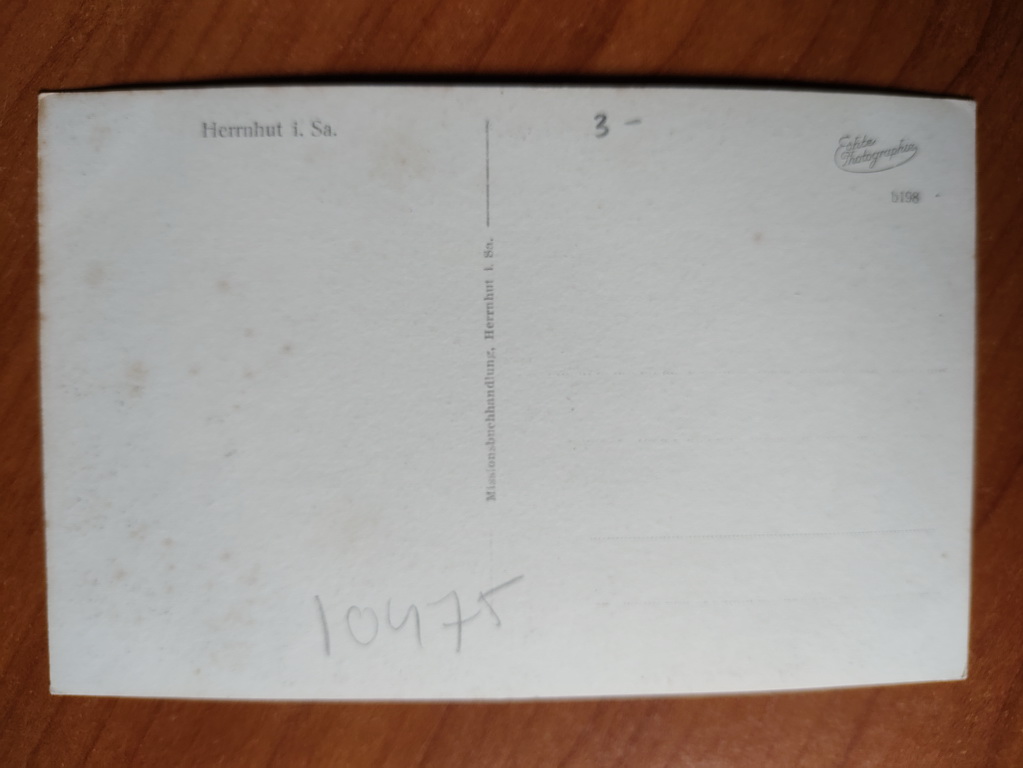 Herrnhut i. Sa.
3 -
Echte
Photographie
5198
Missionsbuchhandlung, Herrnhut i. Sa.
10475